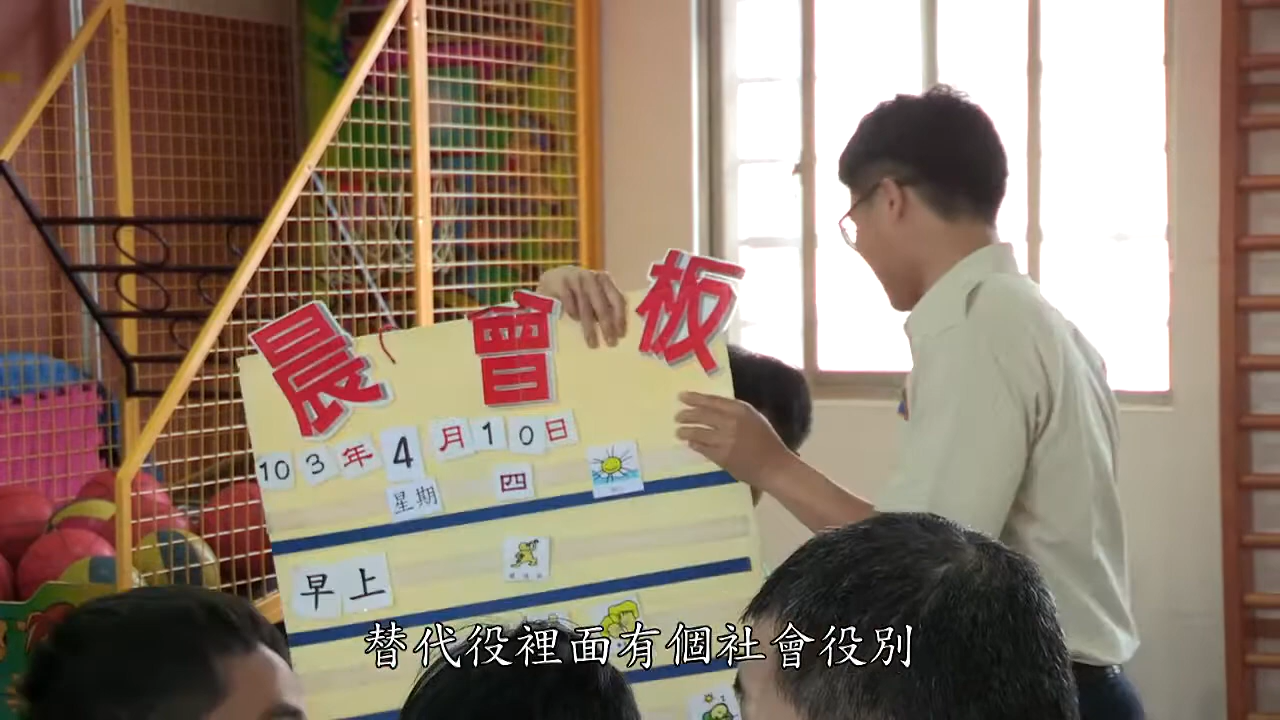 晨會板
103年4月10日
星期 四
早上
替代役裡面有個社會役別